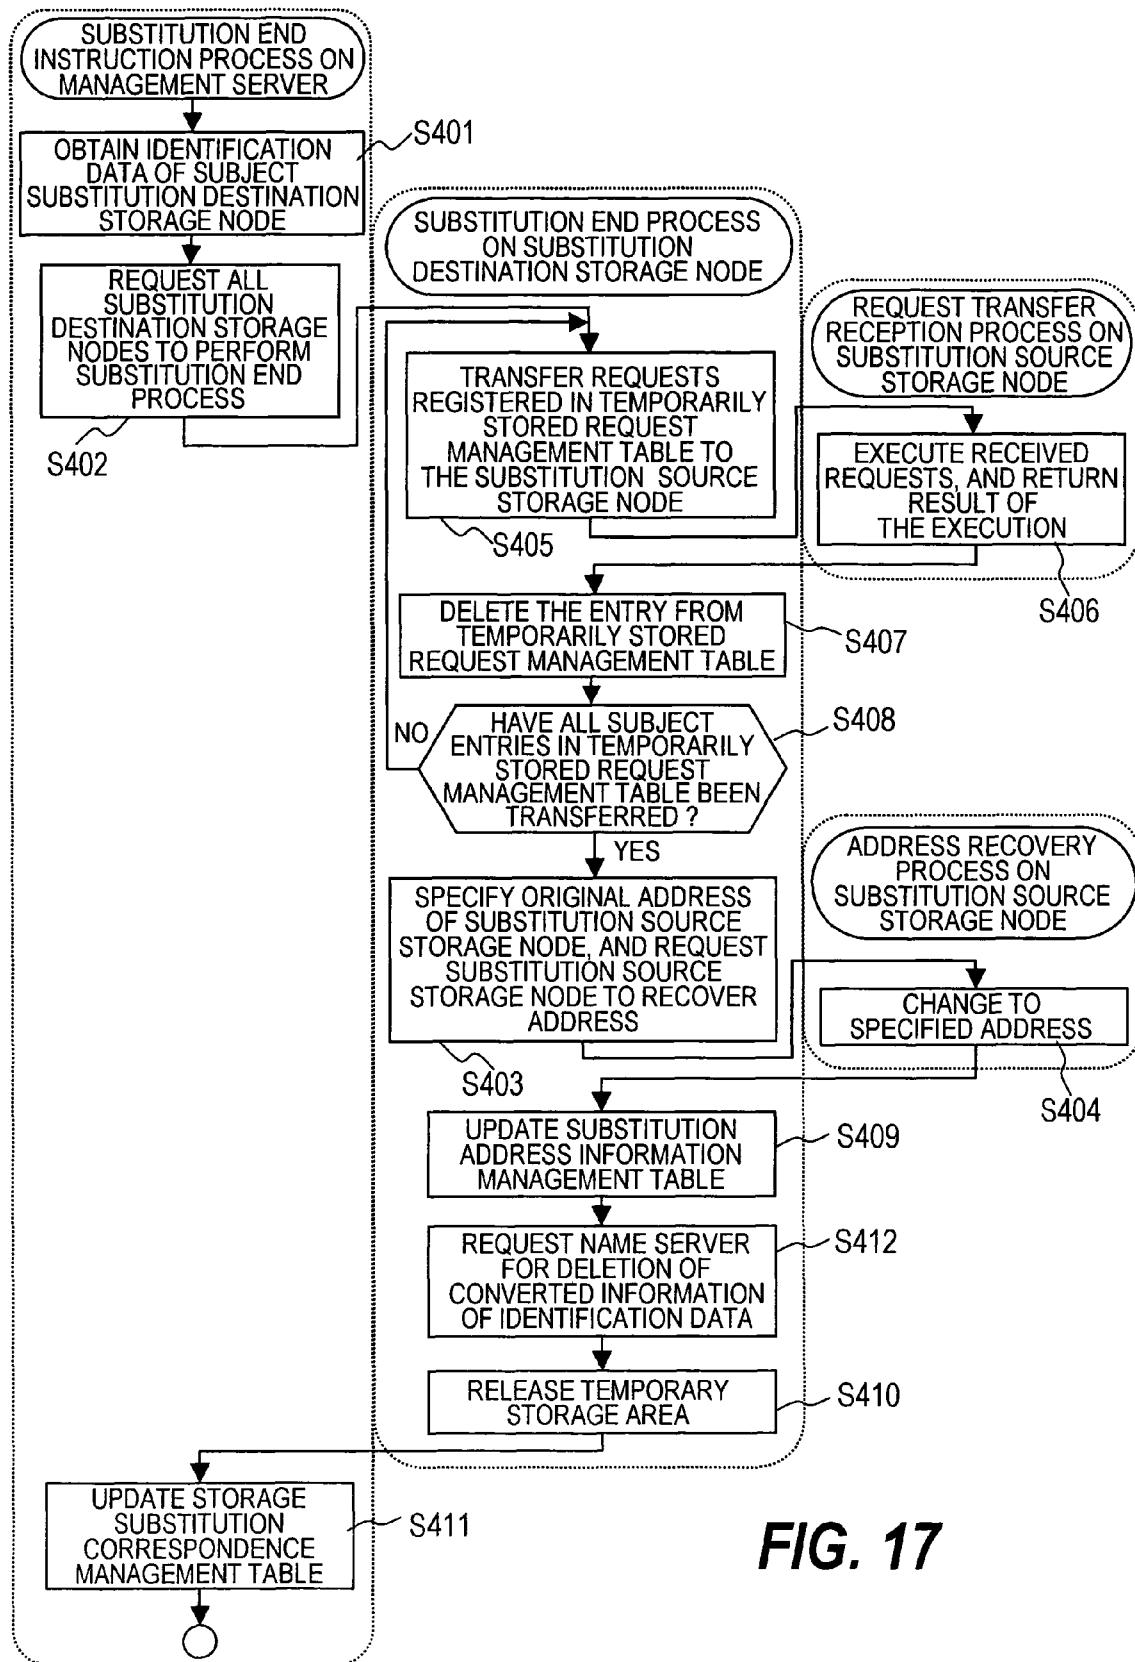 SUBSTITUTION END
INSTRUCTION PROCESS ON
MANAGEMENT SERVER
S401
OBTAIN IDENTIFICATION
DATA OF SUBJECT
SUBSTITUTION DESTINATION
STORAGE NODE
REQUEST ALL
SUBSTITUTION
DESTINATION STORAGE
NODES TO PERFORM
SUBSTITUTION END
PROCESS
S402
SUBSTITUTION END PROCESS
ON SUBSTITUTION
DESTINATION STORAGE NODE
TRANSFER REQUESTS
REGISTERED IN TEMPORARILY
STORED REQUEST
MANAGEMENT TABLE TO
THE SUBSTITUTION SOURCE
STORAGE NODE
S405
REQUEST TRANSFER
RECEPTION PROCESS ON
SUBSTITUTION SOURCE
STORAGE NODE
EXECUTE RECEIVED
REQUESTS, AND RETURN
RESULT OF
THE EXECUTION
S406
DELETE THE ENTRY FROM
TEMPORARILY STORED
REQUEST MANAGEMENT TABLE
S407
NO
HAVE ALL SUBJECT
ENTRIES IN TEMPORARILY
STORED REQUEST
MANAGEMENT TABLE BEEN
TRANSFERRED ?
S408
YES
SPECIFY ORIGINAL ADDRESS
OF SUBSTITUTION SOURCE
STORAGE NODE, AND REQUEST
SUBSTITUTION SOURCE
STORAGE NODE TO RECOVER
ADDRESS
S403
ADDRESS RECOVERY
PROCESS ON
SUBSTITUTION SOURCE
STORAGE NODE
CHANGE TO
SPECIFIED ADDRESS
S404
UPDATE SUBSTITUTION
ADDRESS INFORMATION
MANAGEMENT TABLE
S409
REQUEST NAME SERVER
FOR DELETION OF
CONVERTED INFORMATION
OF IDENTIFICATION DATA
S412
RELEASE TEMPORARY
STORAGE AREA
S410
UPDATE STORAGE
SUBSTITUTION
CORRESPONDENCE
MANAGEMENT TABLE
S411
FIG. 17